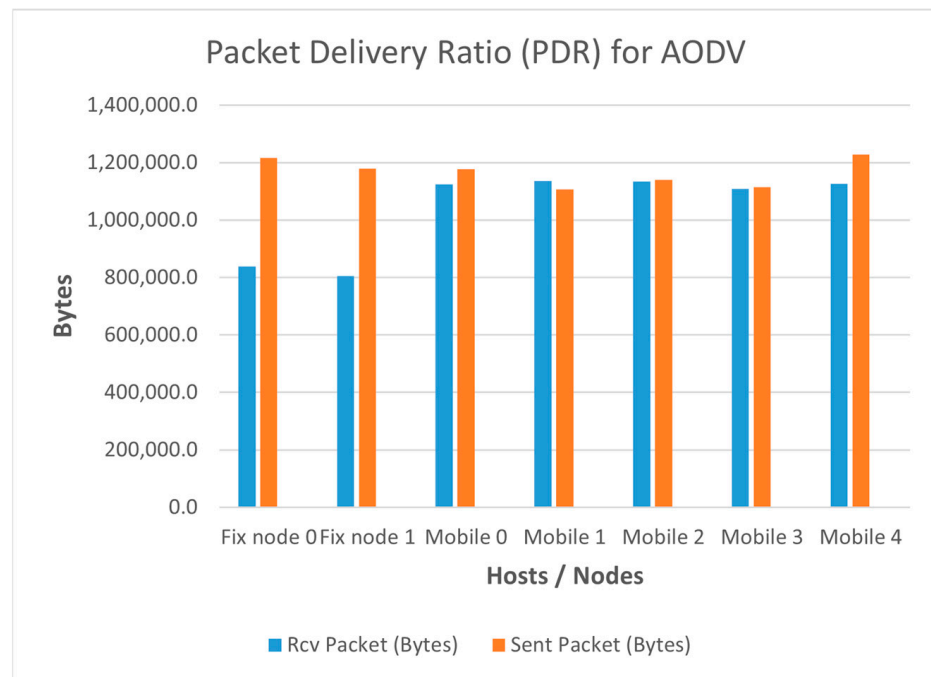 Packet Delivery Ratio (PDR) for AODV
1,400,000.0
1,200,000.0
1,000,000.0
800,000.0
600,000.0
400,000.0
200,000.0
0.0
Bytes
Fix node 0 Fix node 1 Mobile 0 Mobile 1 Mobile 2 Mobile 3 Mobile 4
Hosts / Nodes
Rcv Packet (Bytes) Sent Packet (Bytes)